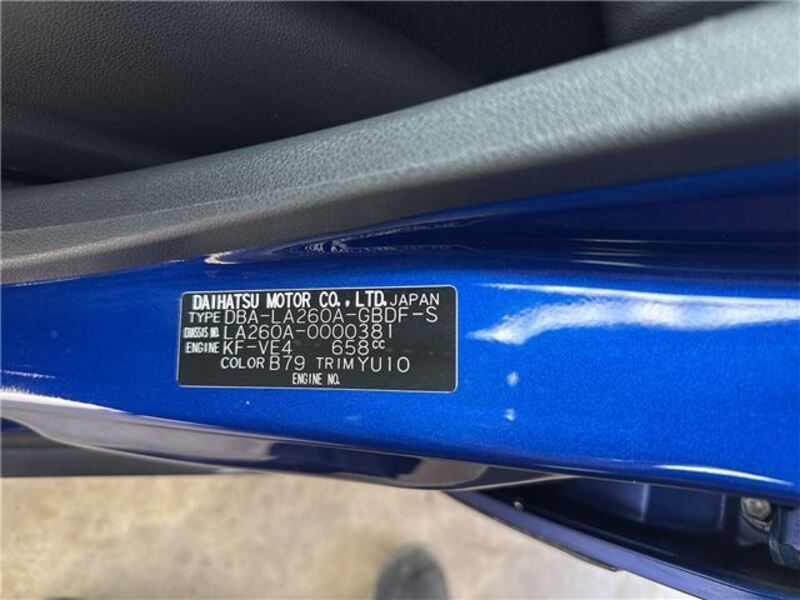 DAIHATSU MOTOR CO., LTD. JAPAN
TYPE DBA-LA260A-GBDF-S
CHASSIS NO. LA260A-0000381
ENGINE KF-VE4 658CC
COLOR B79 TRIM YU10
ENGINE NO.